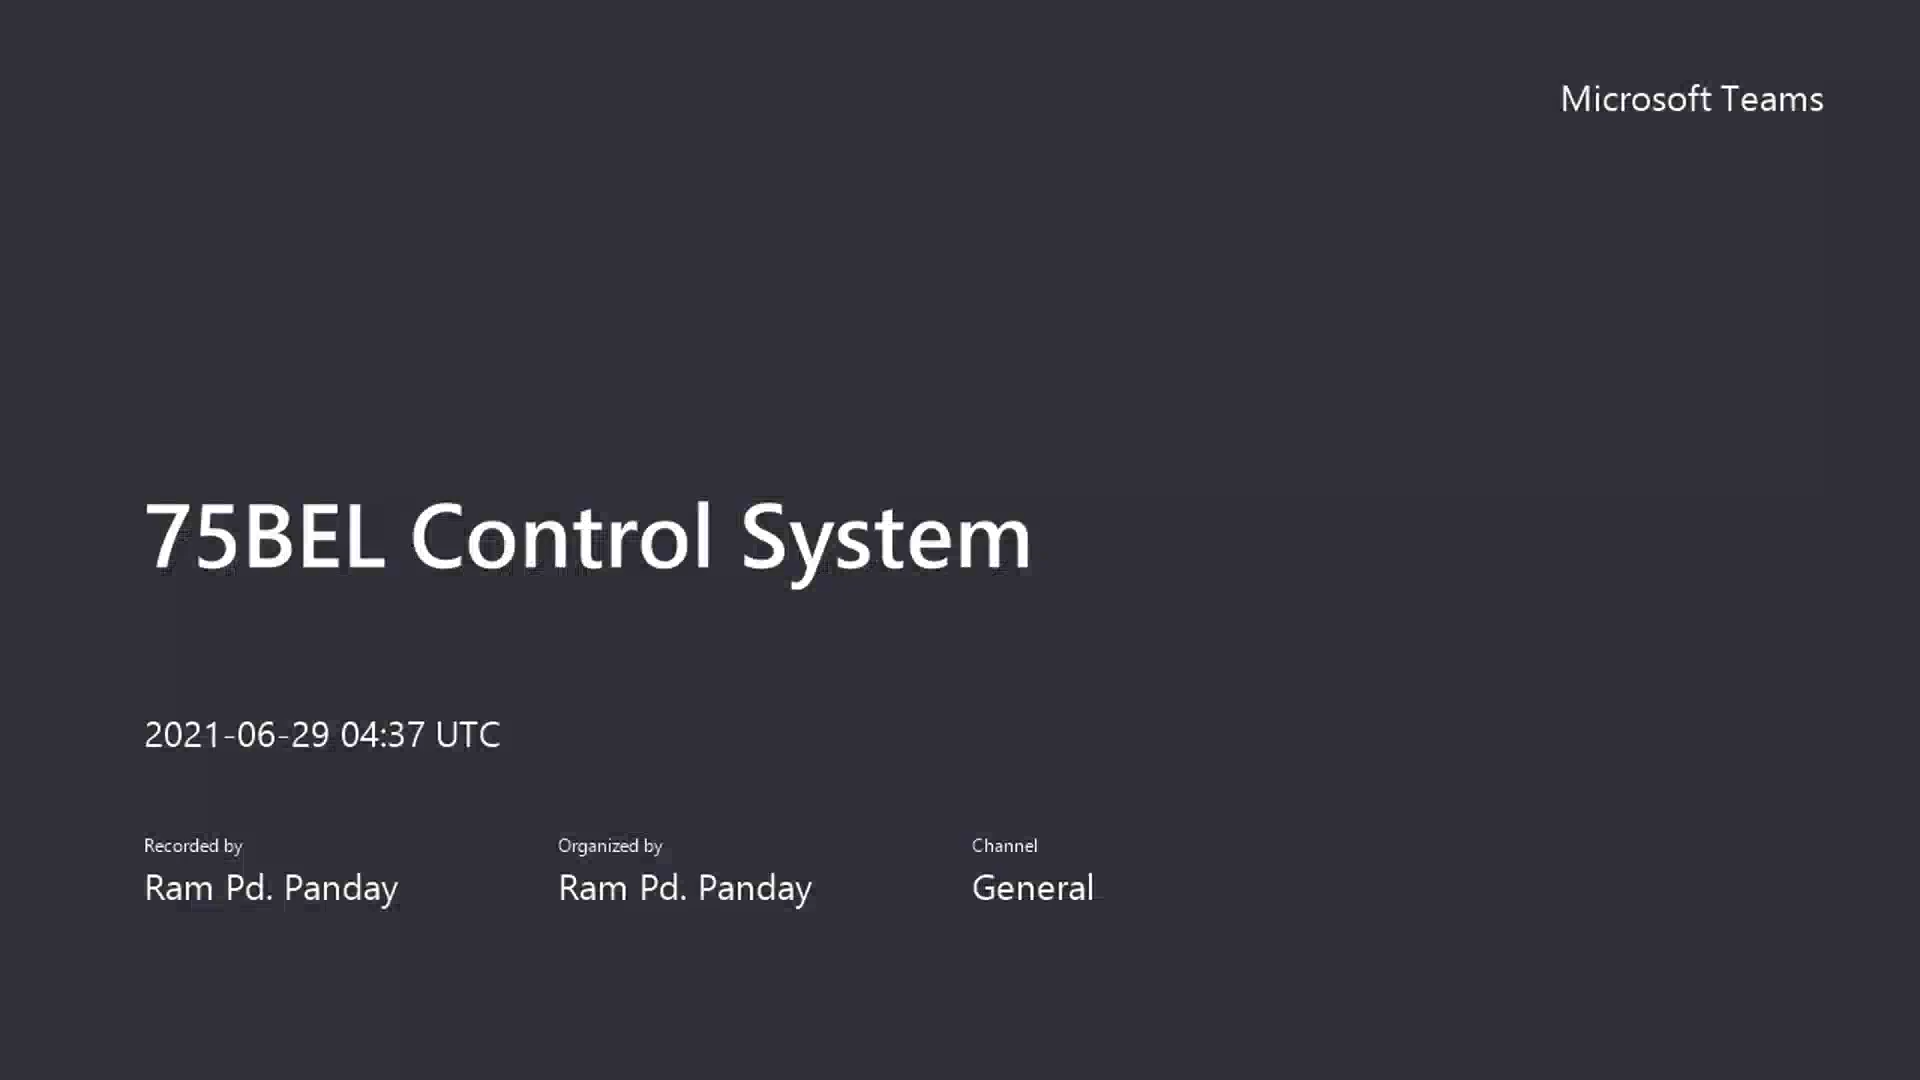 Microsoft Teams
75BEL Control System
2021-06-29 04:37 UTC
Recorded by Organized by Channel
Ram Pd. Panday Ram Pd. Panday General